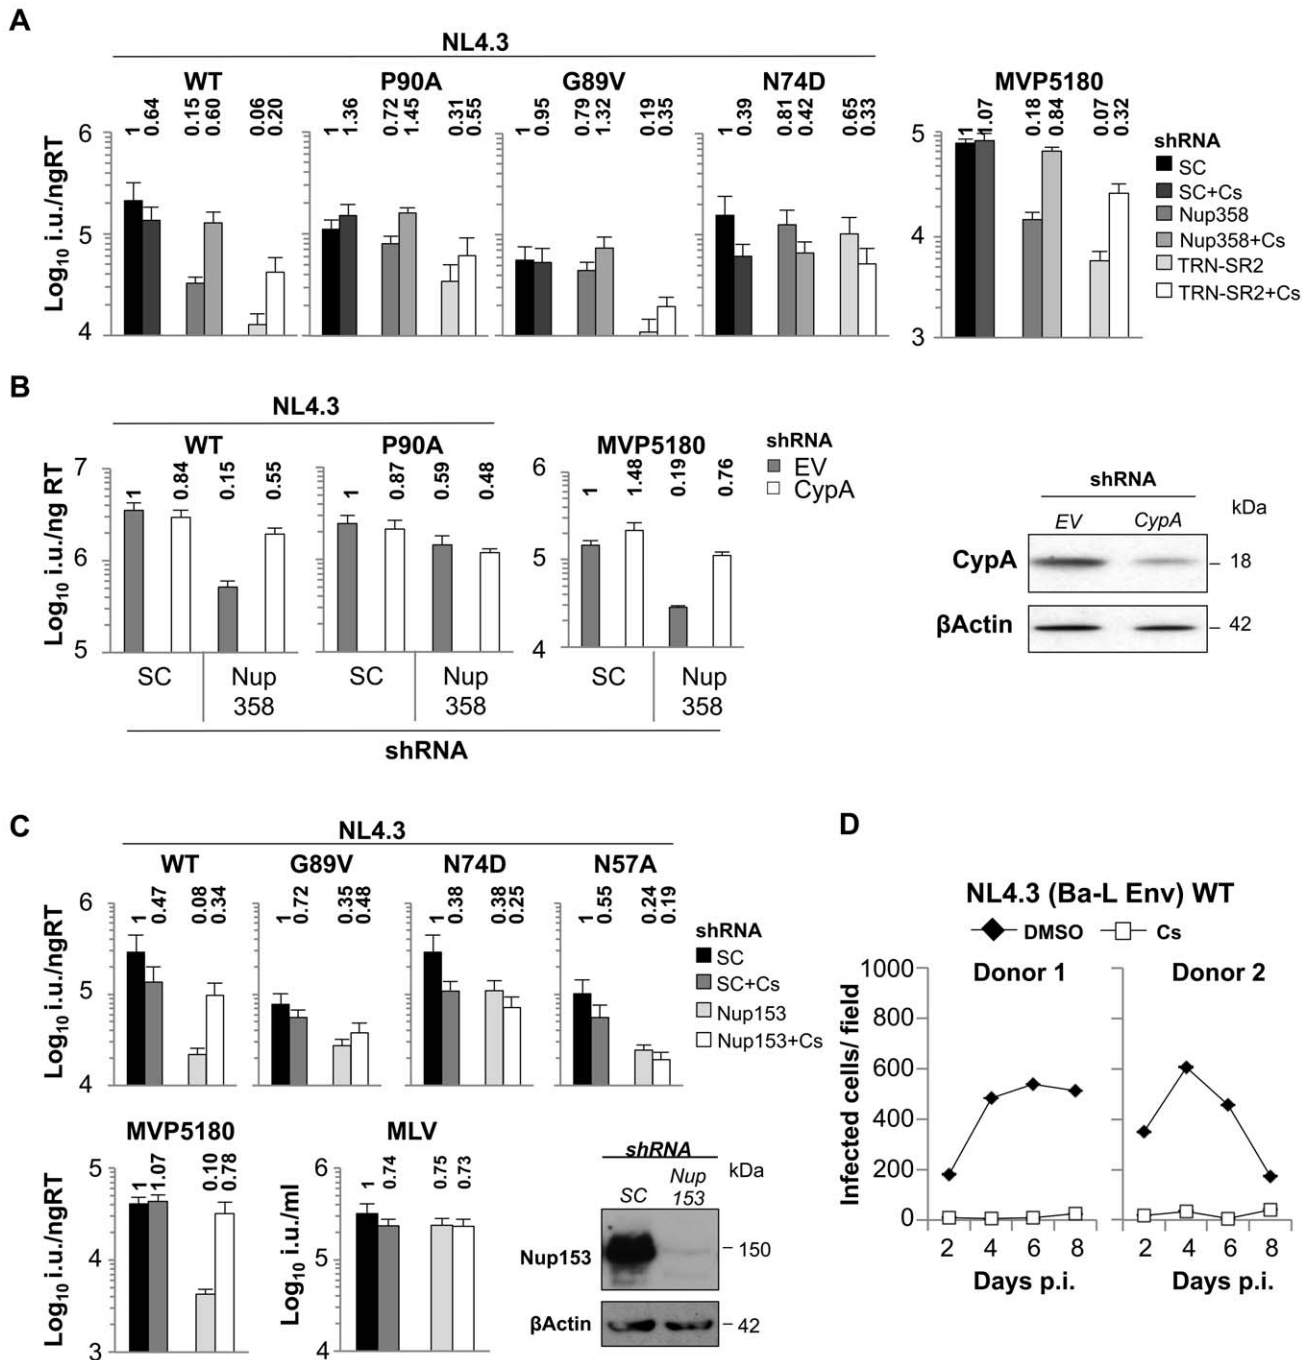 A
NL4.3
WT P90A G89V N74D MVP5180
1 0.64 0.15 0.60 0.06 0.20
1 1.36 0.72 1.45 0.31 0.55
1 0.95 0.79 1.32 0.19 0.35
1 0.39 0.81 0.42 0.65 0.33
1 1.07 0.18 0.84 0.07 0.32
Log10 i.u./ngRT
6
5
4
5
4
3
shRNA
SC
SC+Cs
Nup358
Nup358+Cs
TRN-SR2
TRN-SR2+Cs
B
NL4.3
WT P90A MVP5180
1 0.84 0.15 0.55
1 0.87 0.59 0.48
1 1.48 0.19 0.76
Log10 i.u./ng RT
7
6
5
6
5
4
shRNA
EV
CypA
SC Nup 358
SC Nup 358
SC Nup 358
shRNA
shRNA
EV CypA kDa
CypA 18
βActin 42
C
NL4.3
WT G89V N74D N57A
1 0.47 0.08 0.34
1 0.72 0.35 0.48
1 0.38 0.38 0.25
1 0.55 0.24 0.19
Log10 i.u./ngRT
6
5
4
shRNA
SC
SC+Cs
Nup153
Nup153+Cs
MVP5180 MLV
1 1.07 0.10 0.78
1 0.74 0.75 0.73
Log10 i.u./ngRT
5
4
3
Log10 i.u./ml
6
5
4
shRNA
SC Nup 153 kDa
Nup153 150
βActin 42
D
NL4.3 (Ba-L Env) WT
DMSO Cs
Donor 1 Donor 2
Infected cells/ field
1000
800
600
400
200
0
2 4 6 8 2 4 6 8
Days p.i. Days p.i.